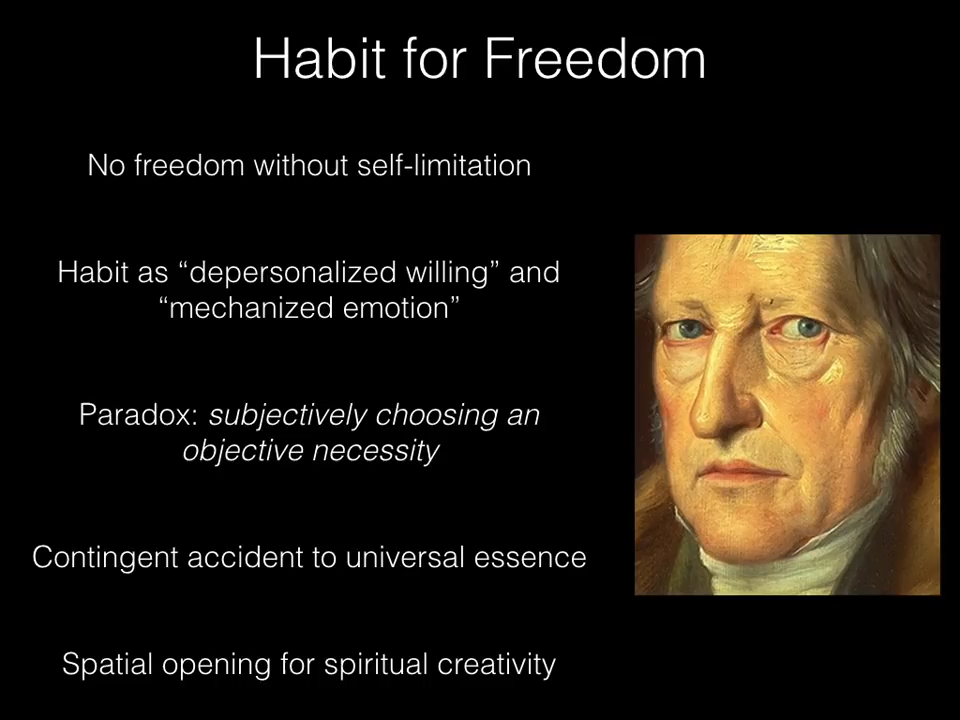 Habit for Freedom
No freedom without self-limitation
Habit as “depersonalized willing” and
“mechanized emotion”
Paradox: subjectively choosing an
objective necessity
Contingent accident to universal essence
Spatial opening for spiritual creativity